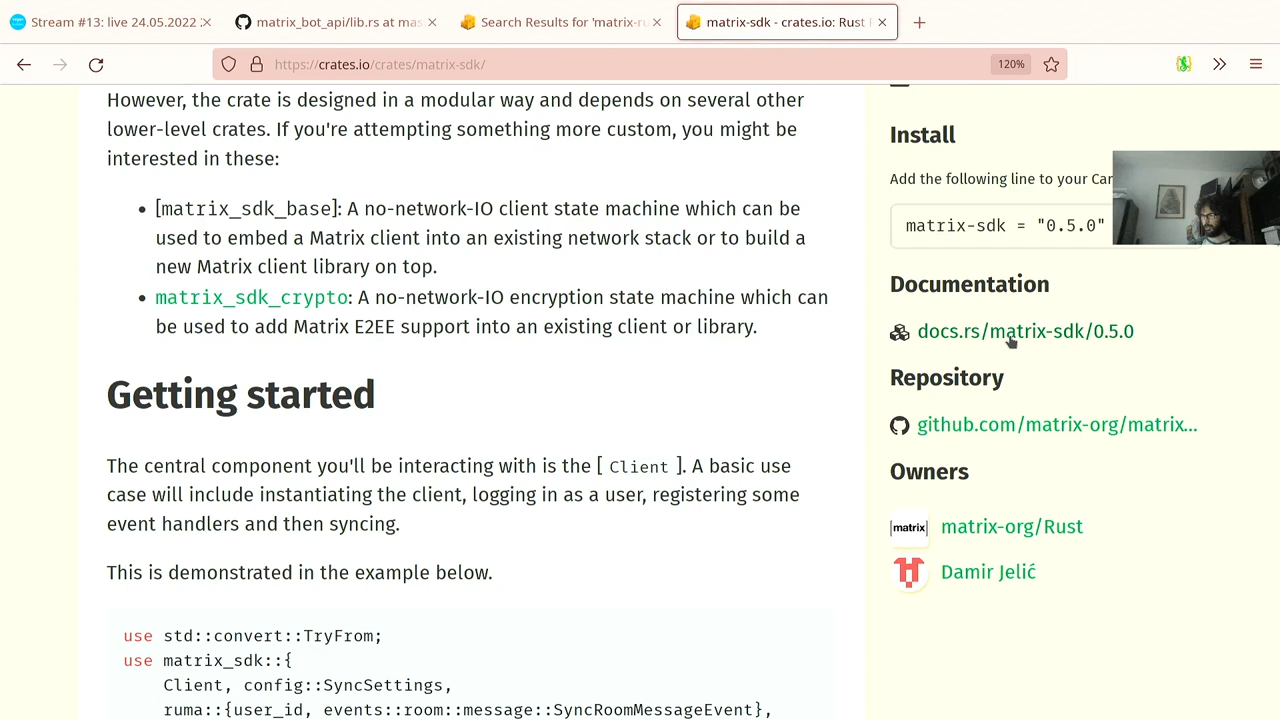 Stream #13: live 24.05.2022
matrix_bot_api/lib.rs at mas
Search Results for 'matrix-ru
matrix-sdk - crates.io: Rust
https://crates.io/crates/matrix-sdk/
120%
However, the crate is designed in a modular way and depends on several other
lower-level crates. If you're attempting something more custom, you might be
interested in these:
• [matrix_sdk_base]: A no-network-IO client state machine which can be
used to embed a Matrix client into an existing network stack or to build a
new Matrix client library on top.
• matrix_sdk_crypto: A no-network-IO encryption state machine which can
be used to add Matrix E2EE support into an existing client or library.
Getting started
The central component you'll be interacting with is the [ Client ]. A basic use
case will include instantiating the client, logging in as a user, registering some
event handlers and then syncing.
This is demonstrated in the example below.
use std::convert::TryFrom;
use matrix_sdk::{
Client, config::SyncSettings,
ruma::{user_id, events::room::message::SyncRoomMessageEvent},
Install
Add the following line to your Car
matrix-sdk = "0.5.0"
Documentation
docs.rs/matrix-sdk/0.5.0
Repository
github.com/matrix-org/matrix...
Owners
[matrix]
matrix-org/Rust
Damir Jelić